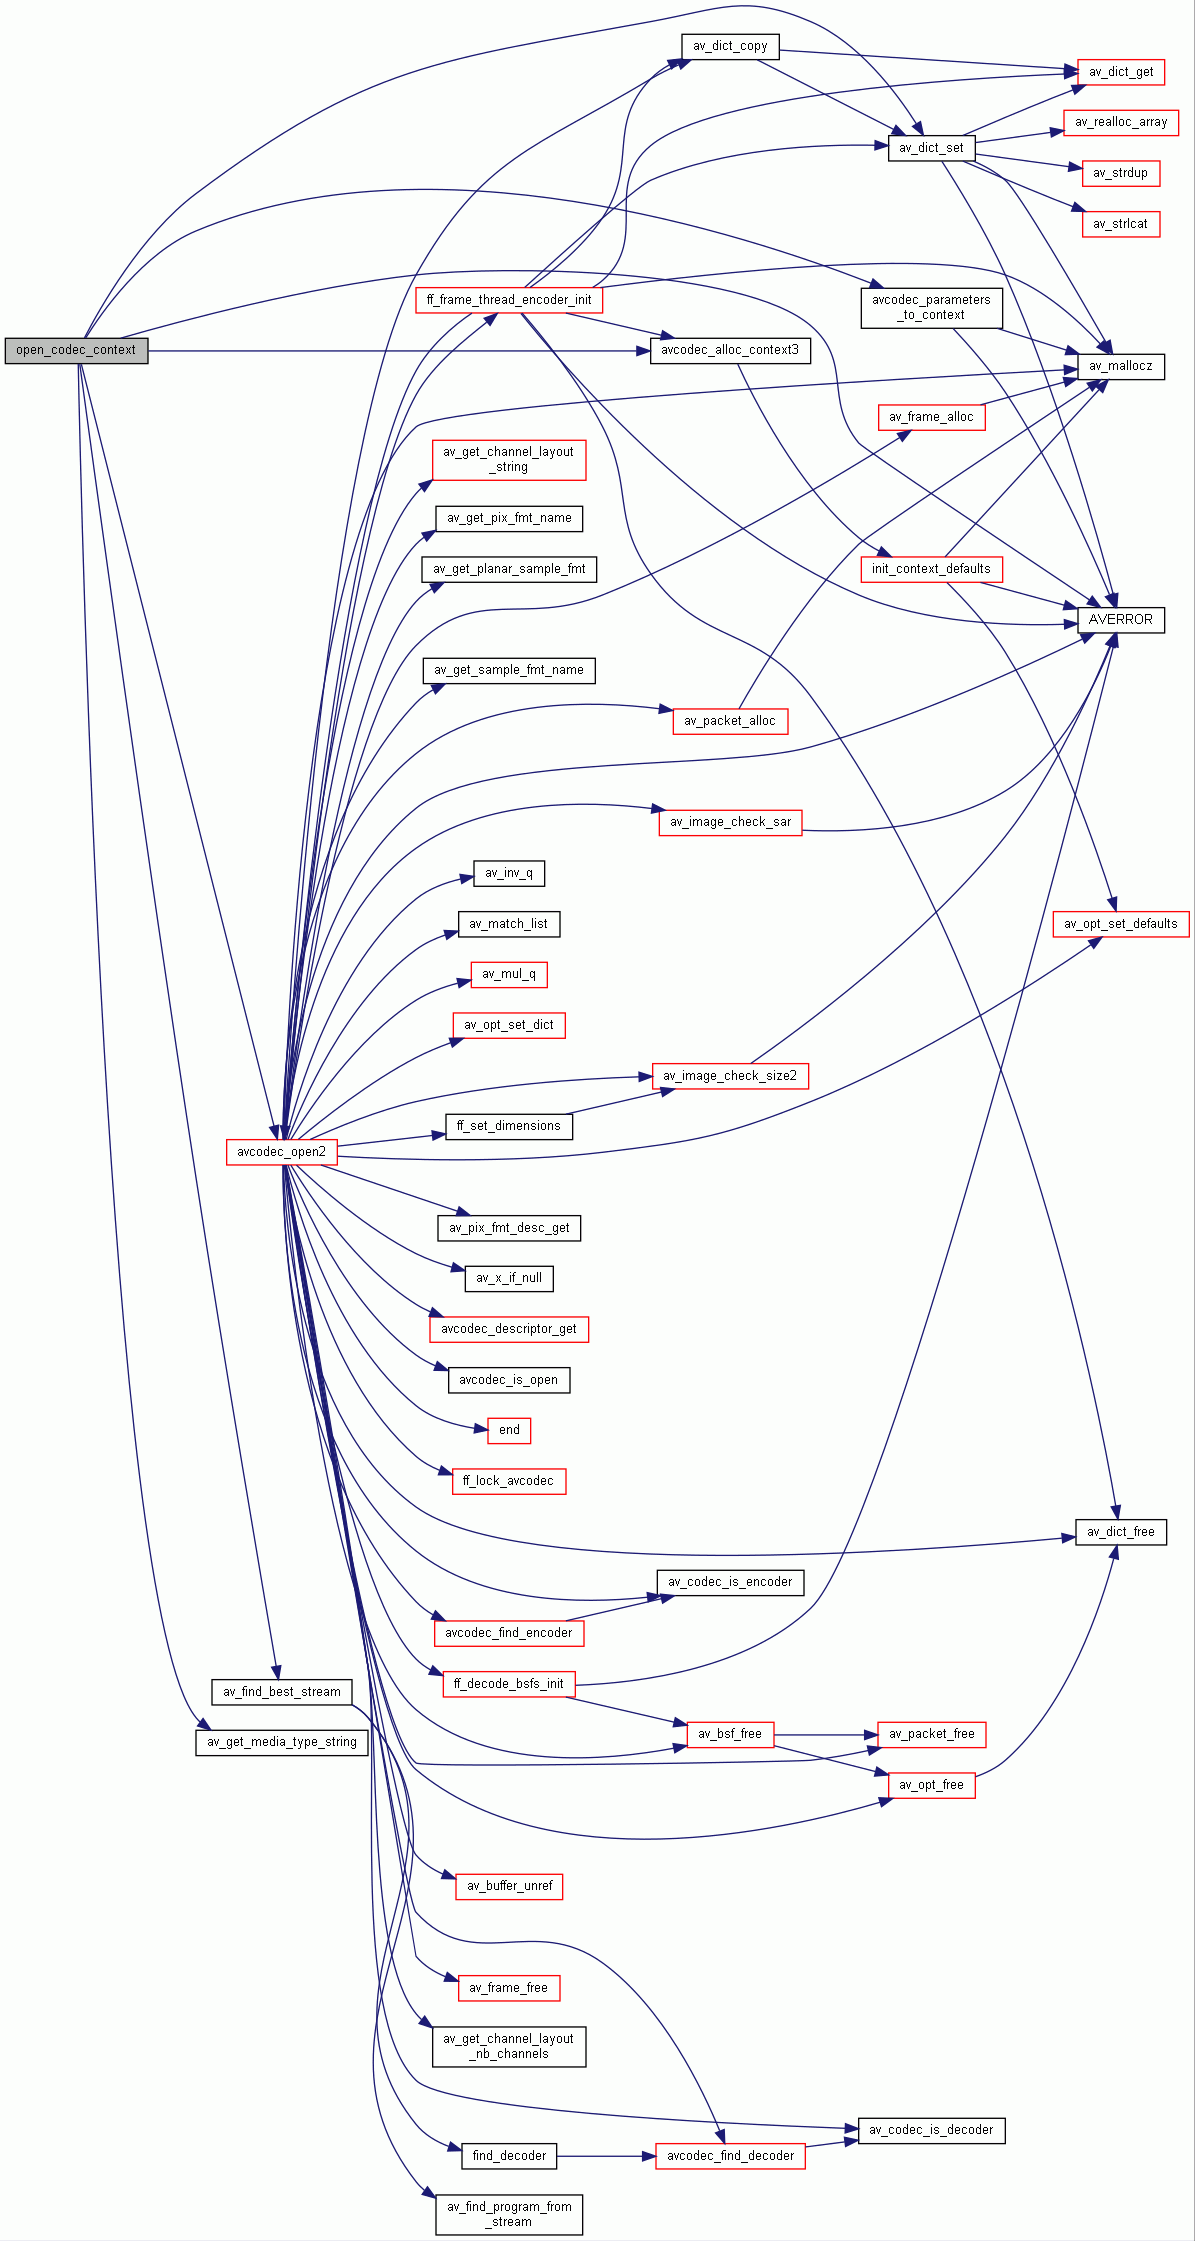 av_dict_copy
av_dict_get
av_realloc_array
av_dict_set
av_strdup
av_strlcat
ff_frame_thread_encoder_init
avcodec_parameters
_to_context
open_codec_context
avcodec_alloc_context3
av_mallocz
av_frame_alloc
av_get_channel_layout
_string
av_get_pix_fmt_name
av_get_planar_sample_fmt
init_context_defaults
AVERROR
av_get_sample_fmt_name
av_packet_alloc
av_image_check_sar
av_inv_q
av_match_list
av_opt_set_defaults
av_mul_q
av_opt_set_dict
av_image_check_size2
ff_set_dimensions
avcodec_open2
av_pix_fmt_desc_get
av_x_if_null
avcodec_descriptor_get
avcodec_is_open
end
ff_lock_avcodec
av_dict_free
av_codec_is_encoder
avcodec_find_encoder
ff_decode_bsfs_init
av_find_best_stream
av_bsf_free
av_packet_free
av_get_media_type_string
av_opt_free
av_buffer_unref
av_frame_free
av_get_channel_layout
_nb_channels
av_codec_is_decoder
find_decoder
avcodec_find_decoder
av_find_program_from
_stream